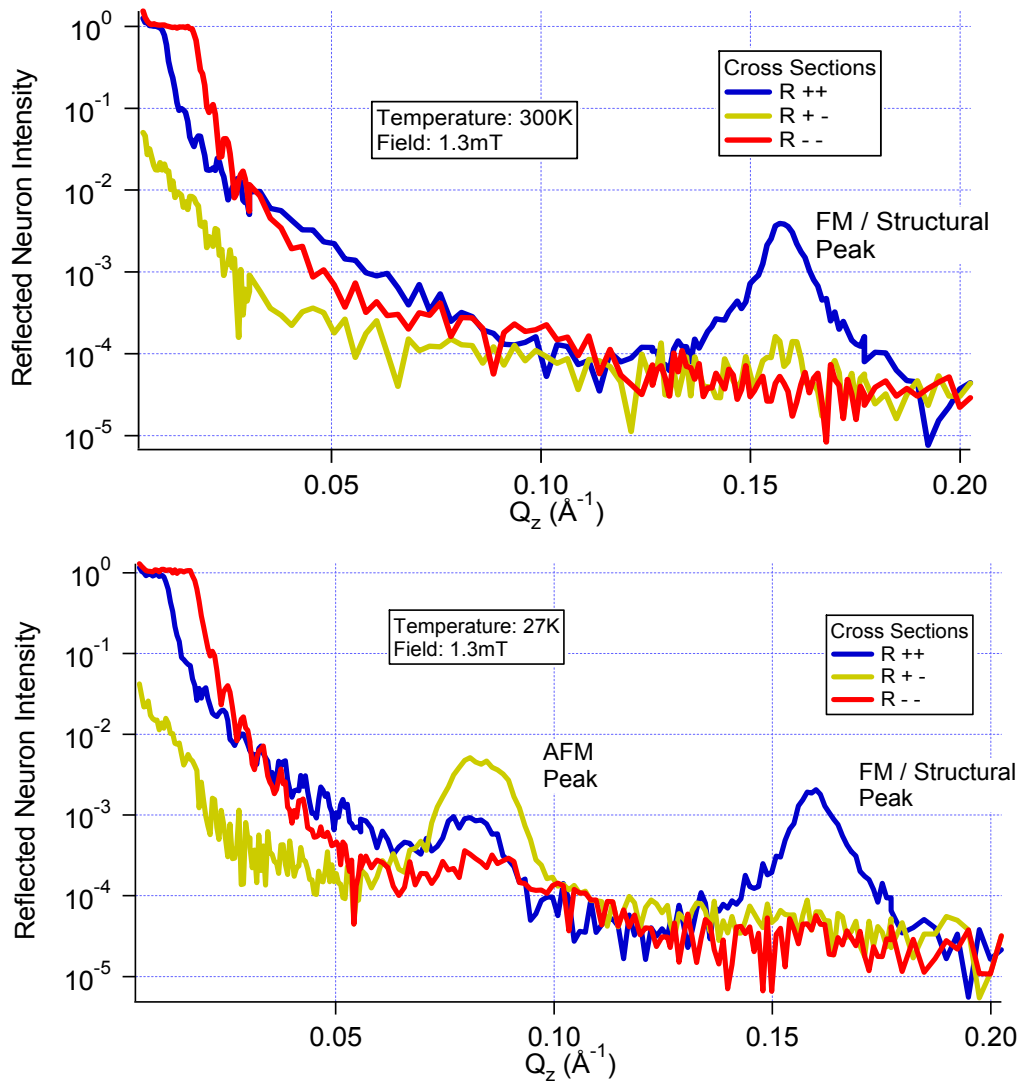 10^0
10^-1
10^-2
10^-3
10^-4
10^-5
Reflected Neuron Intensity
Temperature: 300K
Field: 1.3mT
Cross Sections
R ++
R + -
R - -
FM / Structural
Peak
0.05
0.10
0.15
0.20
Q_z (Å^-1)
10^0
10^-1
10^-2
10^-3
10^-4
10^-5
Reflected Neuron Intensity
Temperature: 27K
Field: 1.3mT
Cross Sections
R ++
R + -
R - -
AFM
Peak
FM / Structural
Peak
0.05
0.10
0.15
0.20
Q_z (Å^-1)